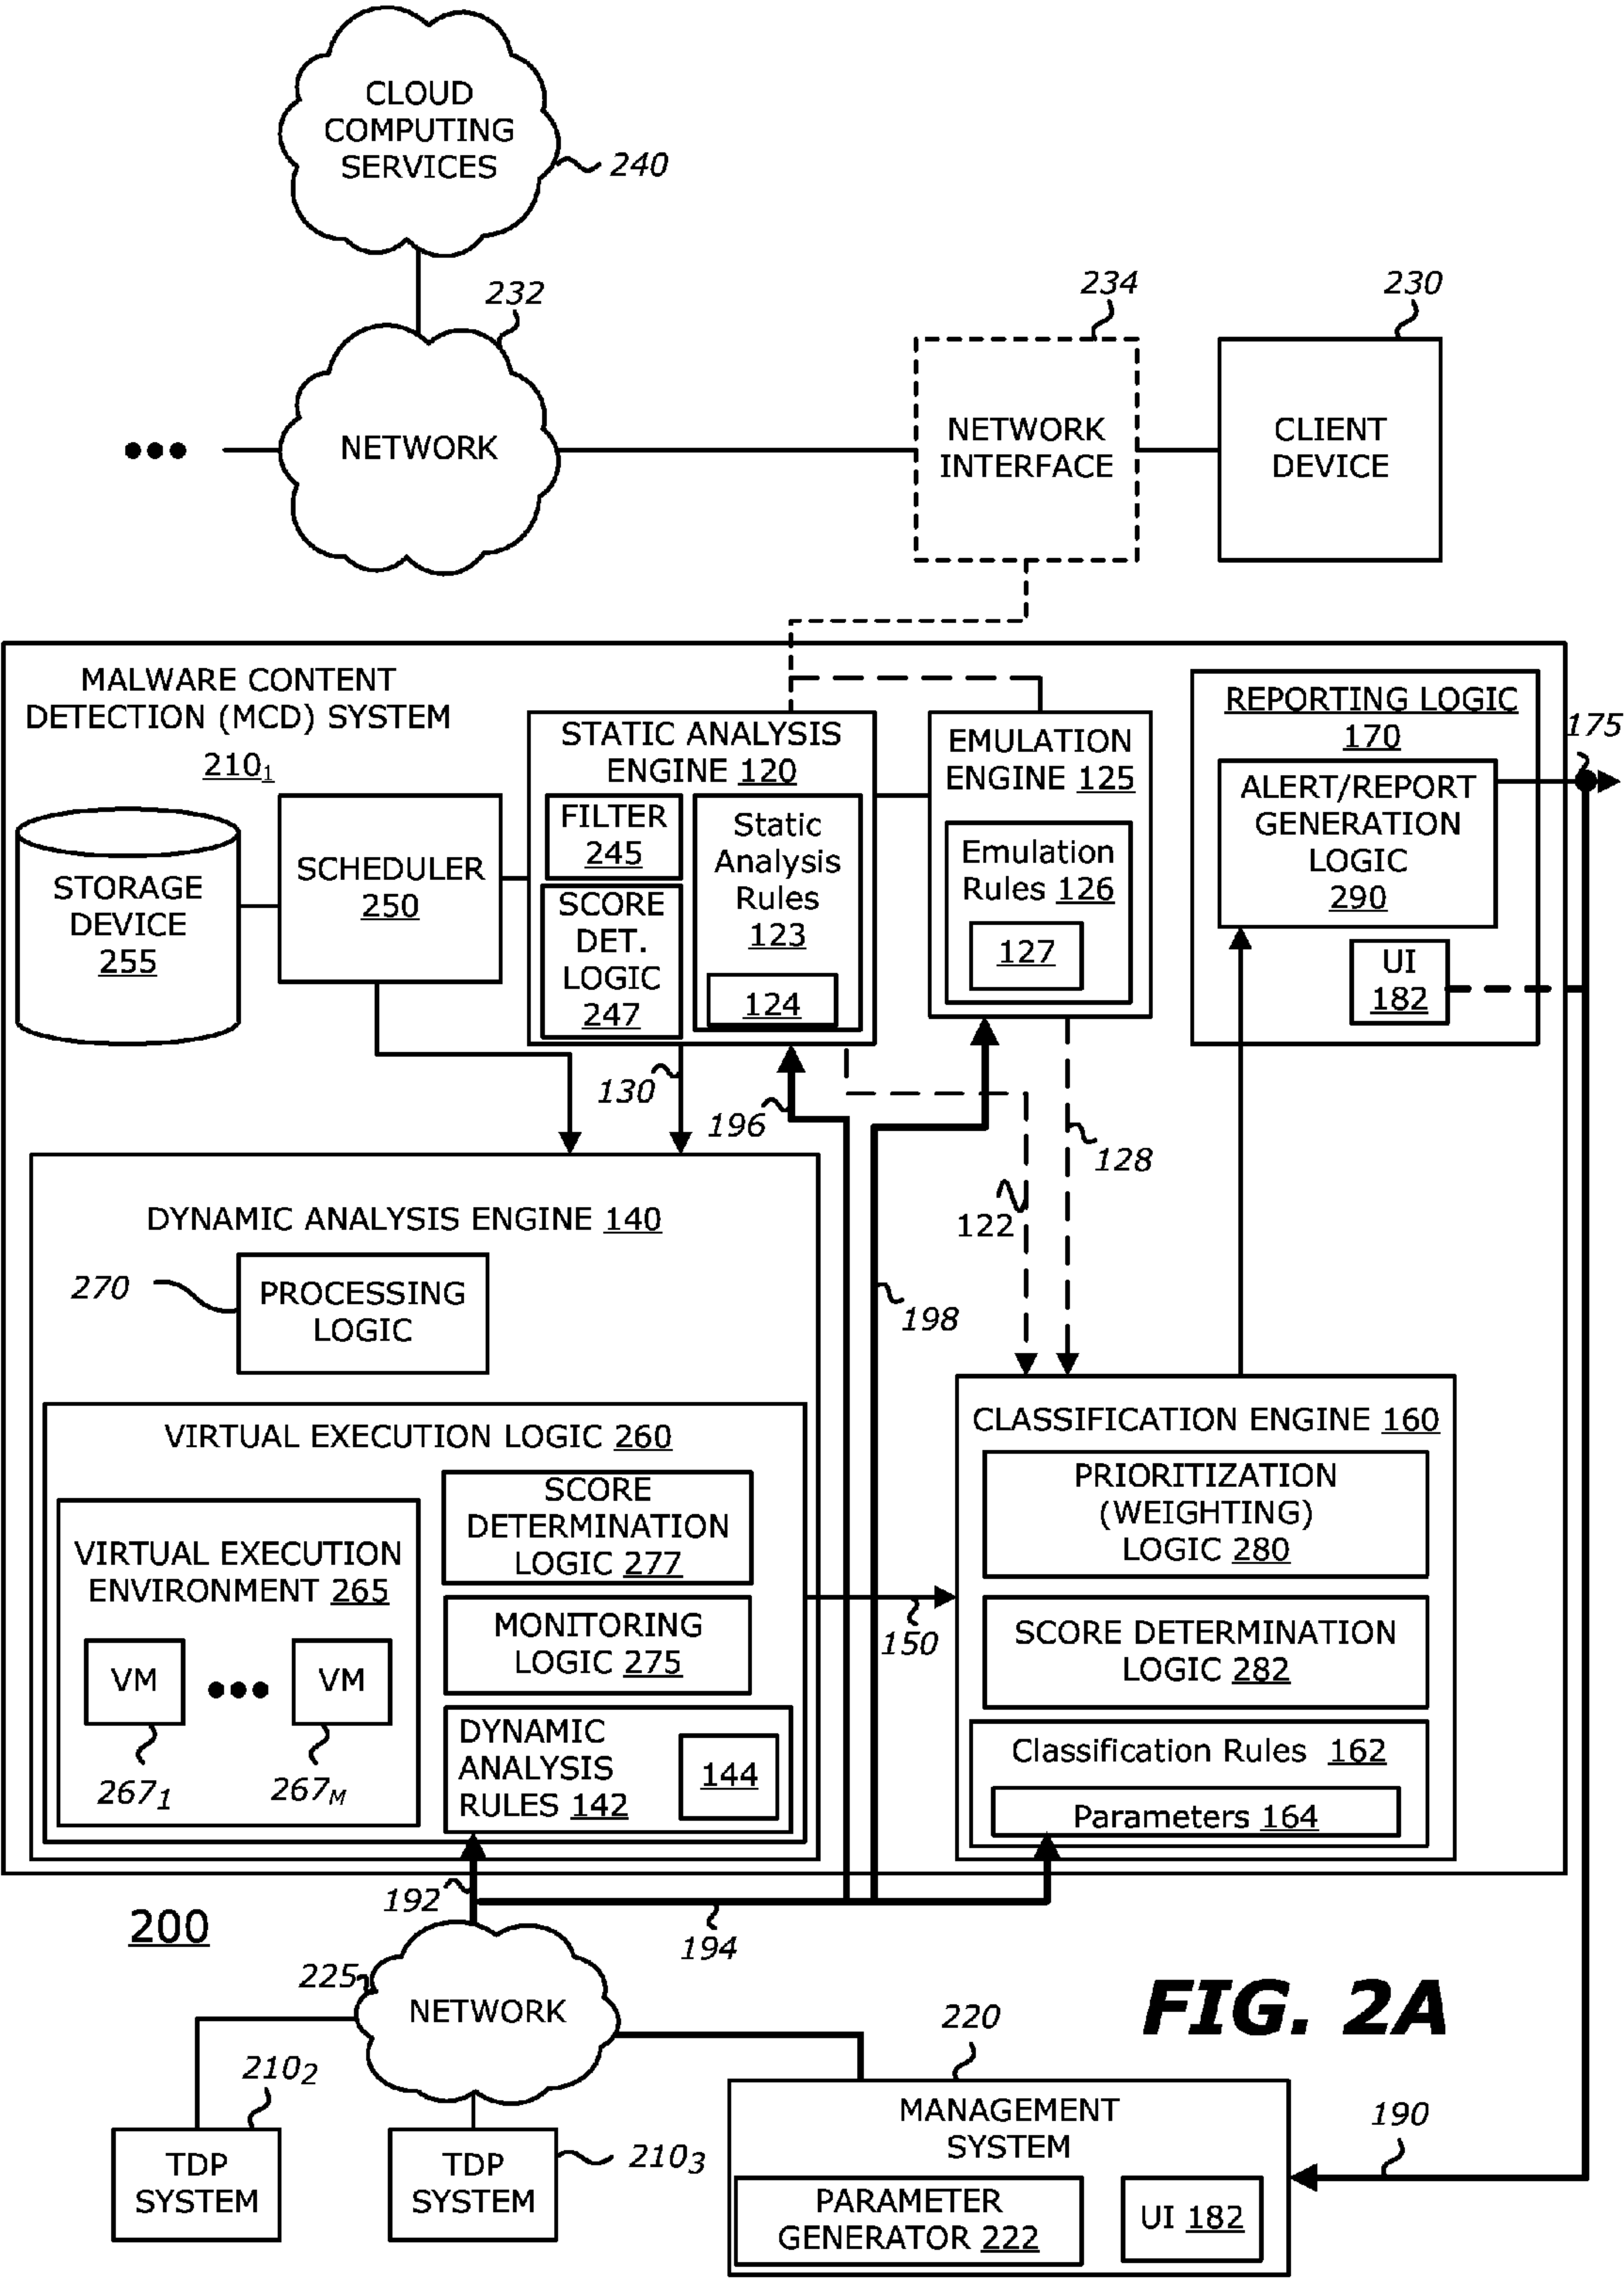 CLOUD
COMPUTING
SERVICES
240
232
NETWORK
234
NETWORK
INTERFACE
230
CLIENT
DEVICE
MALWARE CONTENT
DETECTION (MCD) SYSTEM
210₁
STORAGE
DEVICE
255
SCHEDULER
250
STATIC ANALYSIS
ENGINE 120
FILTER
245
SCORE
DET.
LOGIC
247
Static
Analysis
Rules
123
124
EMULATION
ENGINE 125
Emulation
Rules 126
127
REPORTING LOGIC
170
ALERT/REPORT
GENERATION
LOGIC
290
UI
182
175
130
196
128
122
198
DYNAMIC ANALYSIS ENGINE 140
270
PROCESSING
LOGIC
VIRTUAL EXECUTION LOGIC 260
VIRTUAL EXECUTION
ENVIRONMENT 265
VM
VM
267₁
267M
SCORE
DETERMINATION
LOGIC 277
MONITORING
LOGIC 275
DYNAMIC
ANALYSIS
RULES 142
144
150
CLASSIFICATION ENGINE 160
PRIORITIZATION
(WEIGHTING)
LOGIC 280
SCORE DETERMINATION
LOGIC 282
Classification Rules 162
Parameters 164
192
194
200
225
NETWORK
FIG. 2A
210₂
TDP
SYSTEM
210₃
TDP
SYSTEM
220
MANAGEMENT
SYSTEM
PARAMETER
GENERATOR 222
UI 182
190